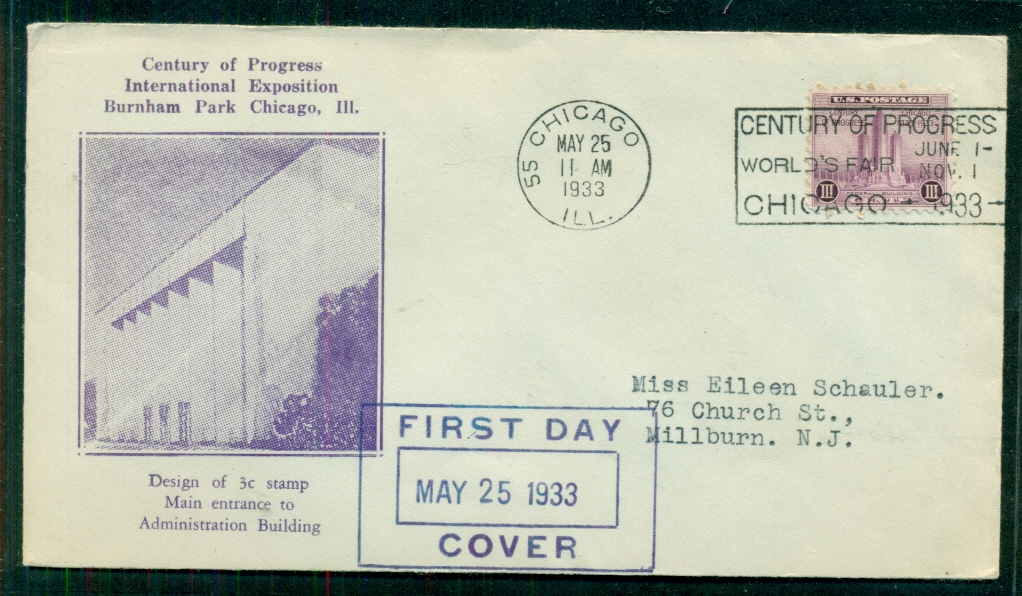 Century of Progress
International Exposition
Burnham Park Chicago, Ill.
Design of 3c stamp
Main entrance to
Administration Building
55 CHICAGO
MAY 25
11 AM
1933
ILL.
U.S. POSTAGE
III III
FEDERAL BUILDING
CENTURY OF PROGRESS
WORLD'S FAIR JUNE 1-
NOV. 1
CHICAGO - 1933 -
Miss Eileen Schauler.
76 Church St.,
Millburn. N.J.
FIRST DAY
MAY 25 1933
COVER